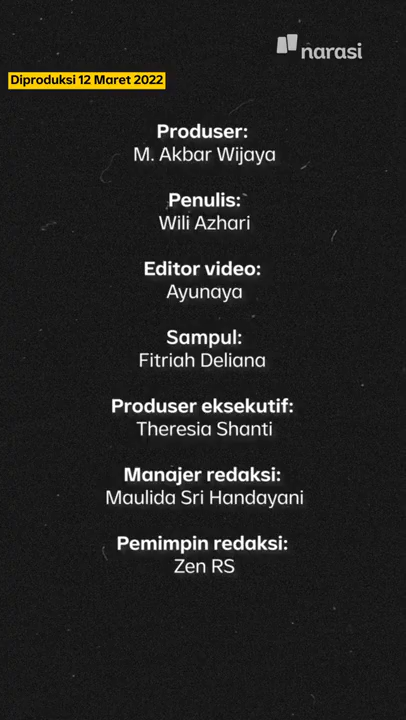 narasi
Diproduksi 12 Maret 2022
Produser:
M. Akbar Wijaya
Penulis:
Wili Azhari
Editor video:
Ayunaya
Sampul:
Fitriah Deliana
Produser eksekutif:
Theresia Shanti
Manajer redaksi:
Maulida Sri Handayani
Pemimpin redaksi:
Zen RS